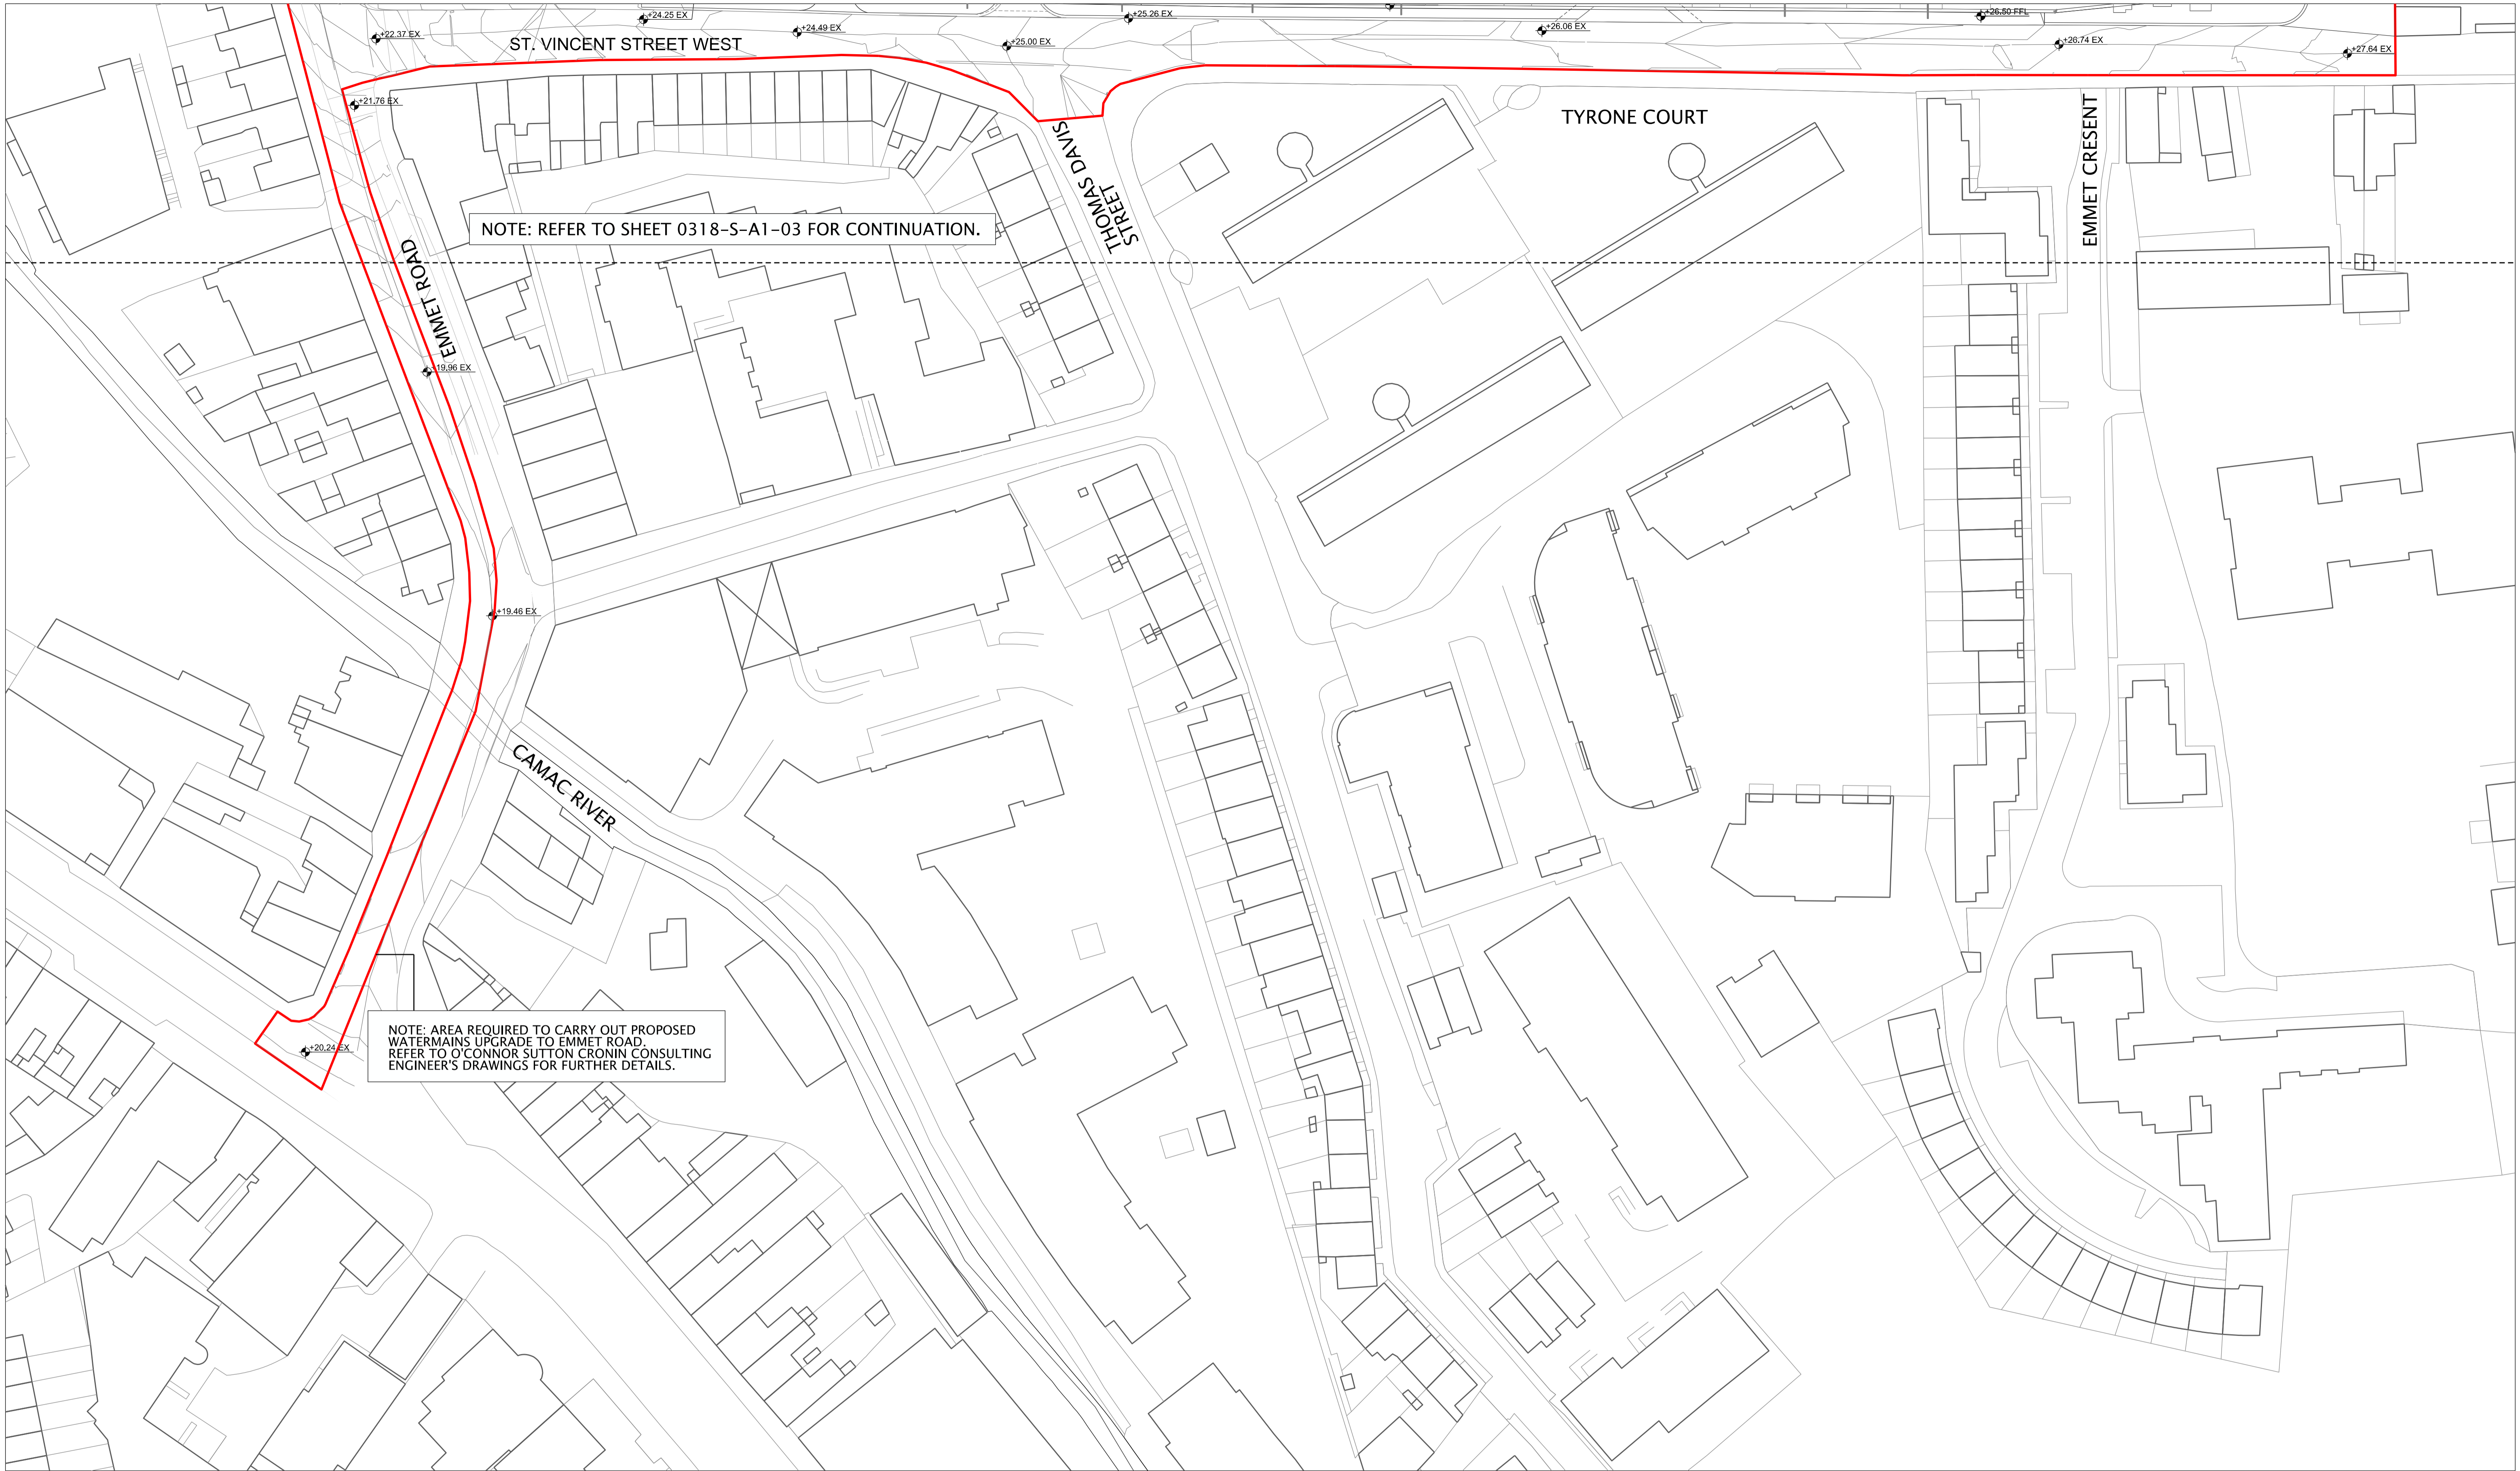 +24.25 EX
+25.26 EX
+26.50 FFL
+22.37 EX
+24.49 EX
+26.06 EX
ST. VINCENT STREET WEST
+25.00 EX
+26.74 EX
+27.64 EX
+21.76 EX
TYRONE COURT
THOMAS DAVIS
STREET
EMMET CRESENT
NOTE: REFER TO SHEET 0318-S-A1-03 FOR CONTINUATION.
EMMET ROAD
+19.96 EX
+19.46 EX
CAMAC RIVER
NOTE: AREA REQUIRED TO CARRY OUT PROPOSED
WATERMAINS UPGRADE TO EMMET ROAD.
REFER TO O'CONNOR SUTTON CRONIN CONSULTING
ENGINEER'S DRAWINGS FOR FURTHER DETAILS.
+20.24 EX